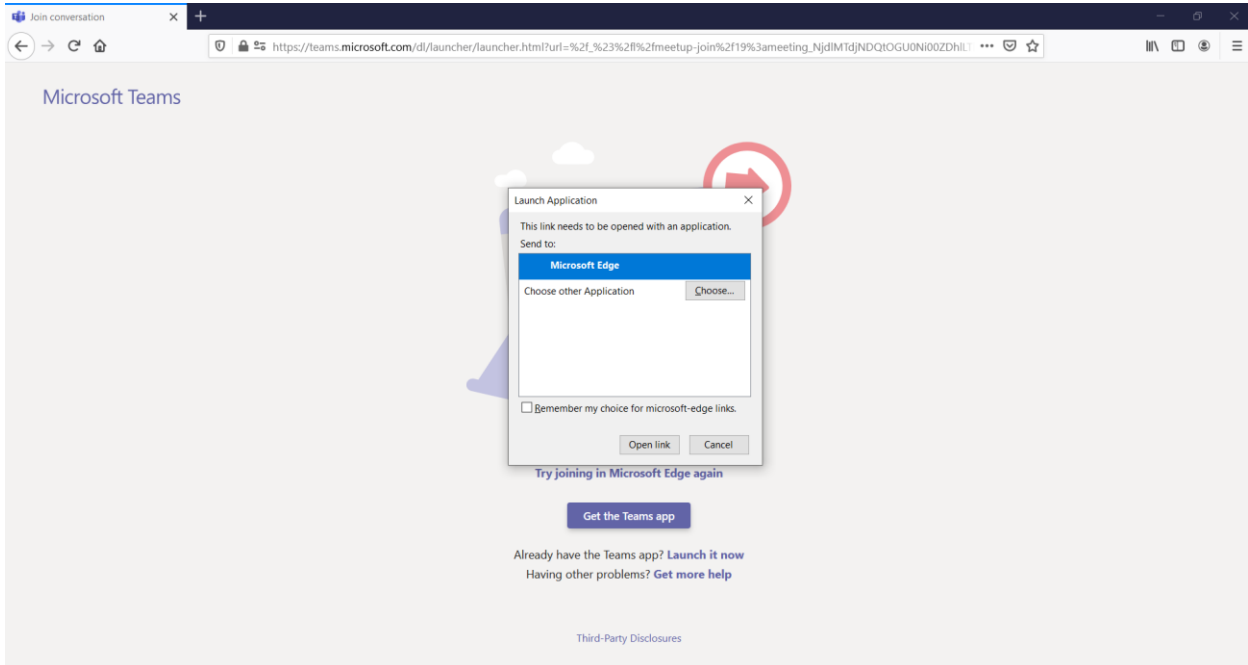 Join conversation
https://teams.microsoft.com/dl/launcher/launcher.html?url=%2f_%23%2fl%2fmeetup-join%2f19%3ameeting_NjdlMTdjNDQtOGU0Ni00ZDhlLT
Microsoft Teams
Launch Application
This link needs to be opened with an application.
Send to:
Microsoft Edge
Choose other Application
Choose...
Remember my choice for microsoft-edge links.
Open link Cancel
Try joining in Microsoft Edge again
Get the Teams app
Already have the Teams app? Launch it now
Having other problems? Get more help
Third-Party Disclosures